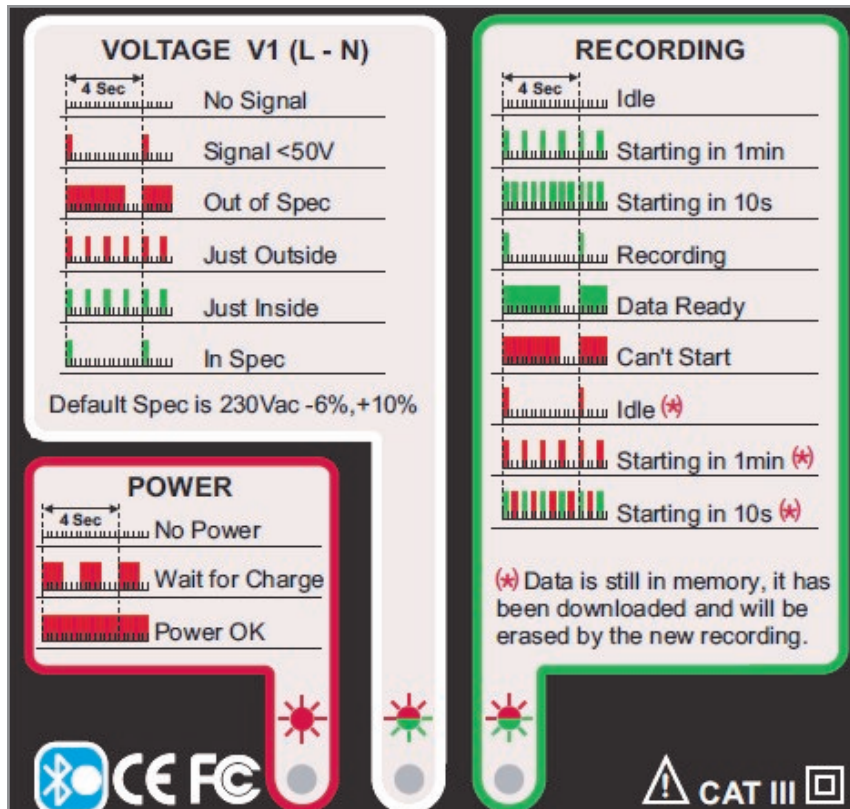 VOLTAGE V1 (L - N)
4 Sec
No Signal
Signal <50V
Out of Spec
Just Outside
Just Inside
In Spec
Default Spec is 230Vac -6%,+10%
POWER
4 Sec
No Power
Wait for Charge
Power OK
RECORDING
4 Sec
Idle
Starting in 1min
Starting in 10s
Recording
Data Ready
Can't Start
Idle (*)
Starting in 1min (*)
Starting in 10s (*)
(*) Data is still in memory, it has
been downloaded and will be
erased by the new recording.
CE FC
CAT III